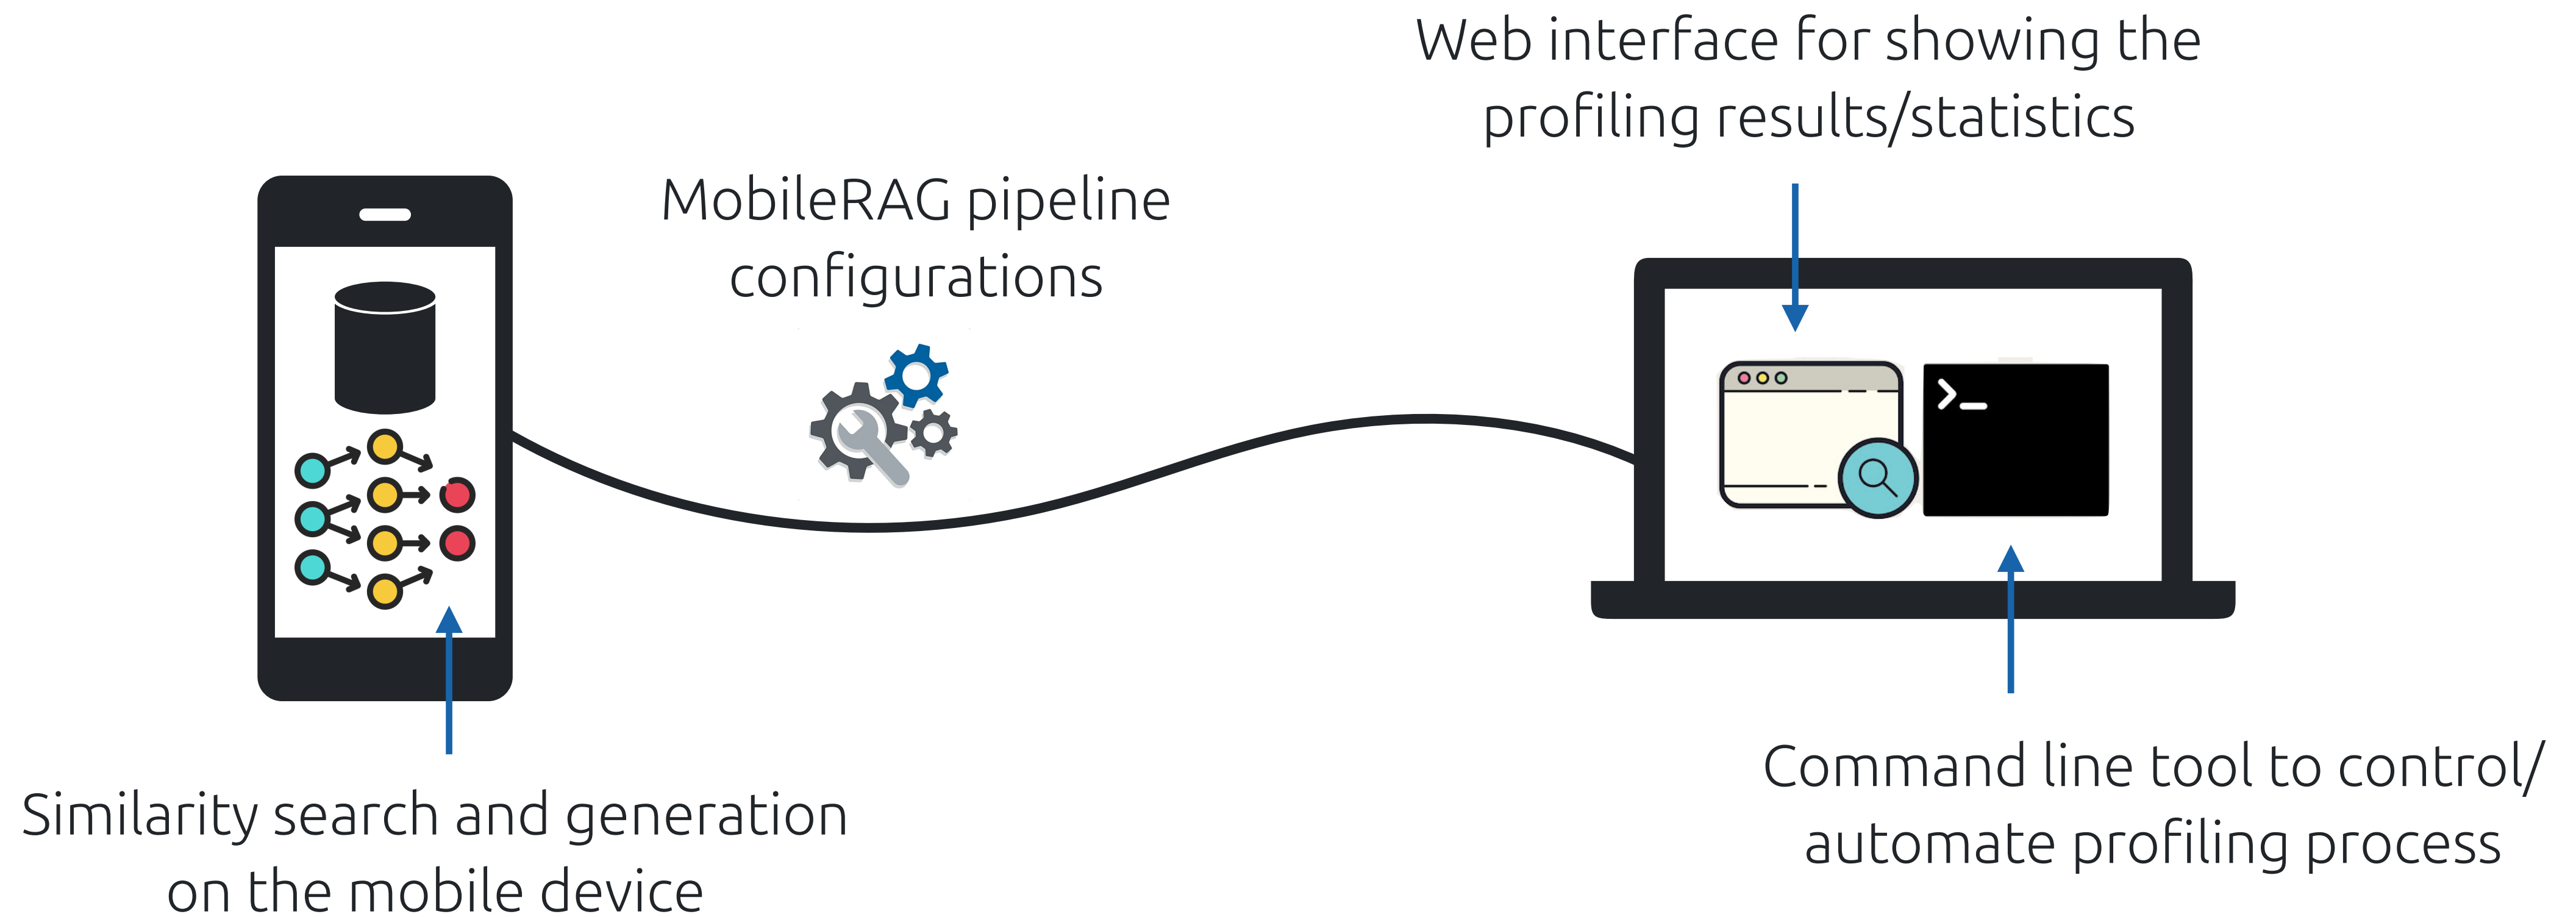 Web interface for showing the
profiling results/statistics
MobileRAG pipeline
configurations
>_
Similarity search and generation
on the mobile device
Command line tool to control/
automate profiling process